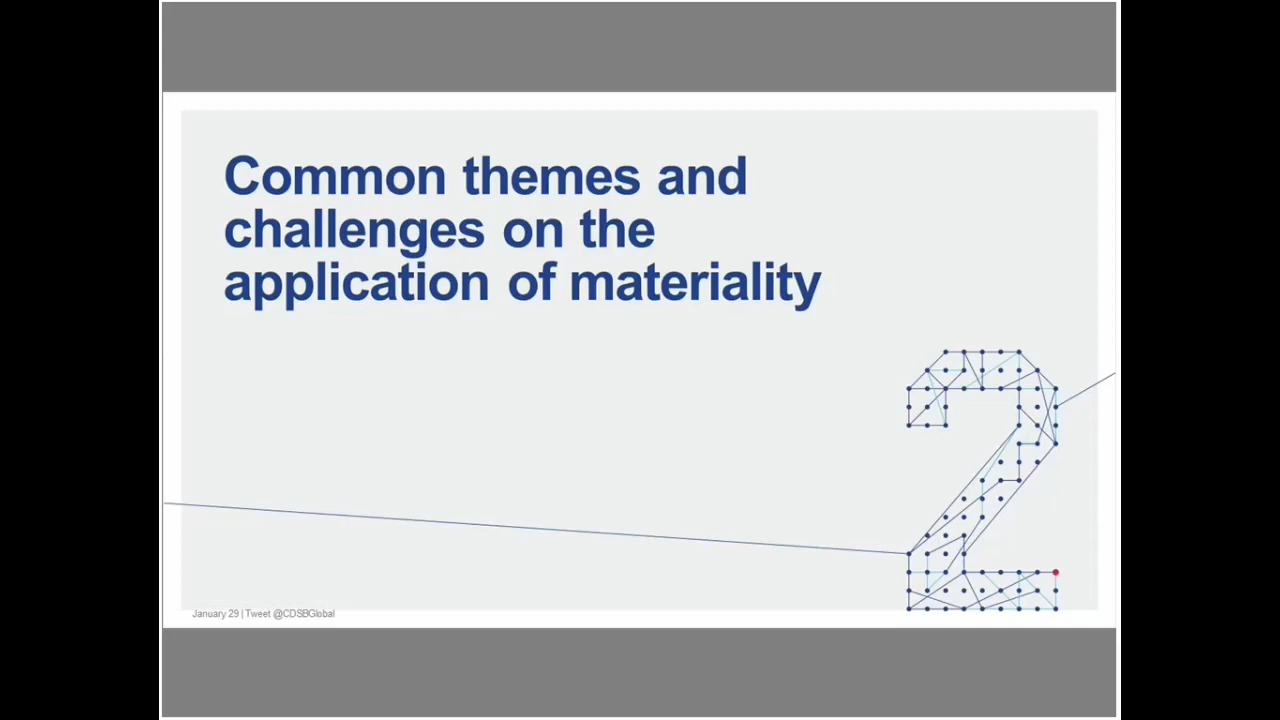 Common themes and
challenges on the
application of materiality
2
January 29 | Tweet @CDSBGlobal